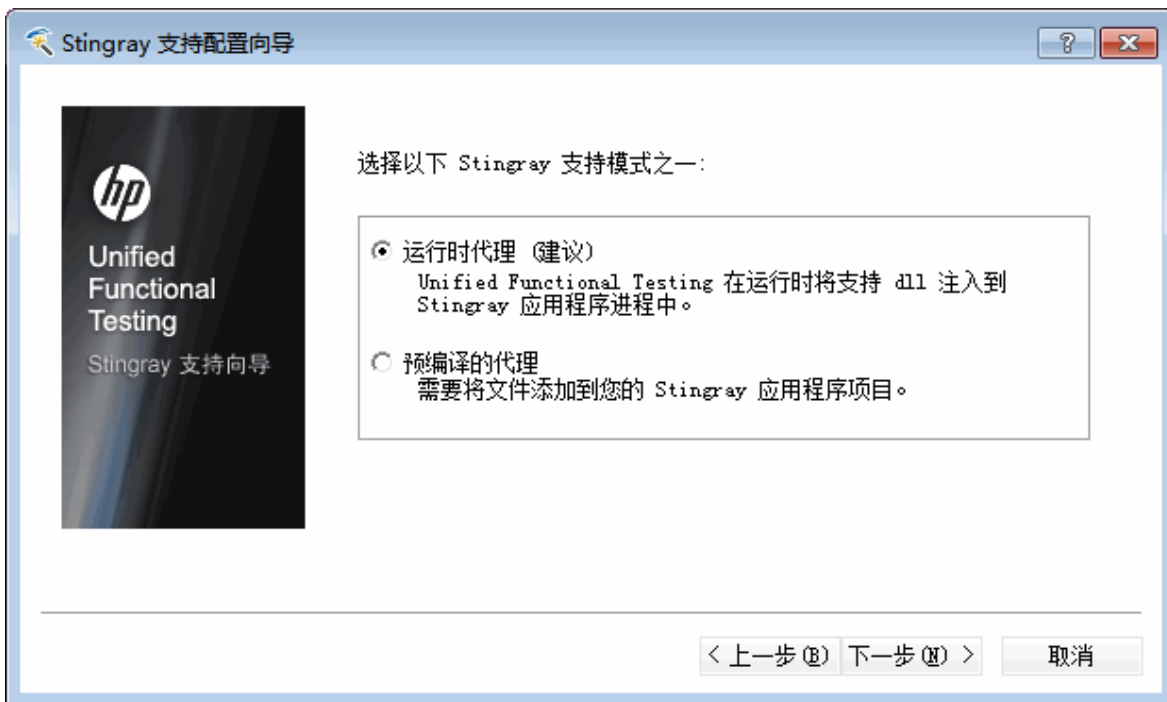 Stingray 支持配置向导
?
hp
Unified
Functional
Testing
Stingray 支持向导
选择以下 Stingray 支持模式之一:
运行时代理 (建议)
Unified Functional Testing 在运行时将支持 dll 注入到
Stingray 应用程序进程中。
预编译的代理
需要将文件添加到您的 Stingray 应用程序项目。
< 上一步(B) 下一步(N) > 取消